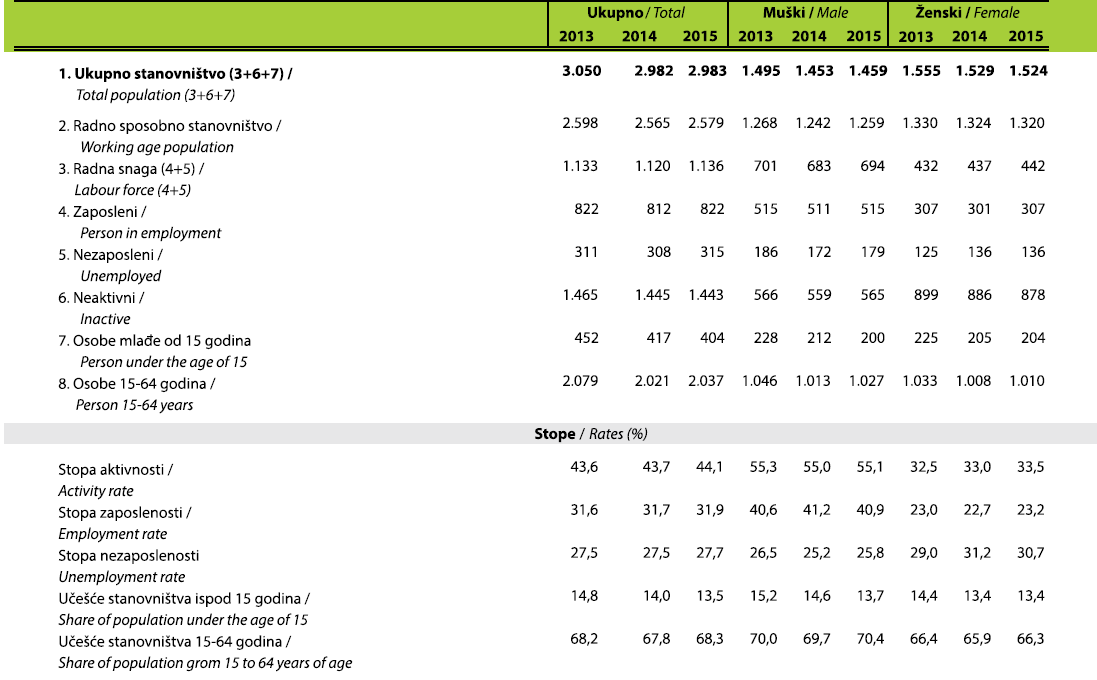 Ukupno / Total Muški / Male Ženski / Female
2013 2014 2015 2013 2014 2015 2013 2014 2015
1. Ukupno stanovništvo (3+6+7) / 3.050 2.982 2.983 1.495 1.453 1.459 1.555 1.529 1.524
Total population (3+6+7)
2. Radno sposobno stanovništvo / 2.598 2.565 2.579 1.268 1.242 1.259 1.330 1.324 1.320
Working age population
3. Radna snaga (4+5) / 1.133 1.120 1.136 701 683 694 432 437 442
Labour force (4+5)
4. Zaposleni / 822 812 822 515 511 515 307 301 307
Person in employment
5. Nezaposleni / 311 308 315 186 172 179 125 136 136
Unemployed
6. Neaktivni / 1.465 1.445 1.443 566 559 565 899 886 878
Inactive
7. Osobe mlađe od 15 godina 452 417 404 228 212 200 225 205 204
Person under the age of 15
8. Osobe 15-64 godina / 2.079 2.021 2.037 1.046 1.013 1.027 1.033 1.008 1.010
Person 15-64 years
Stope / Rates (%)
Stopa aktivnosti / 43,6 43,7 44,1 55,3 55,0 55,1 32,5 33,0 33,5
Activity rate
Stopa zaposlenosti / 31,6 31,7 31,9 40,6 41,2 40,9 23,0 22,7 23,2
Employment rate
Stopa nezaposlenosti 27,5 27,5 27,7 26,5 25,2 25,8 29,0 31,2 30,7
Unemployment rate
Učešće stanovništva ispod 15 godina / 14,8 14,0 13,5 15,2 14,6 13,7 14,4 13,4 13,4
Share of population under the age of 15
Učešće stanovništva 15-64 godina / 68,2 67,8 68,3 70,0 69,7 70,4 66,4 65,9 66,3
Share of population grom 15 to 64 years of age